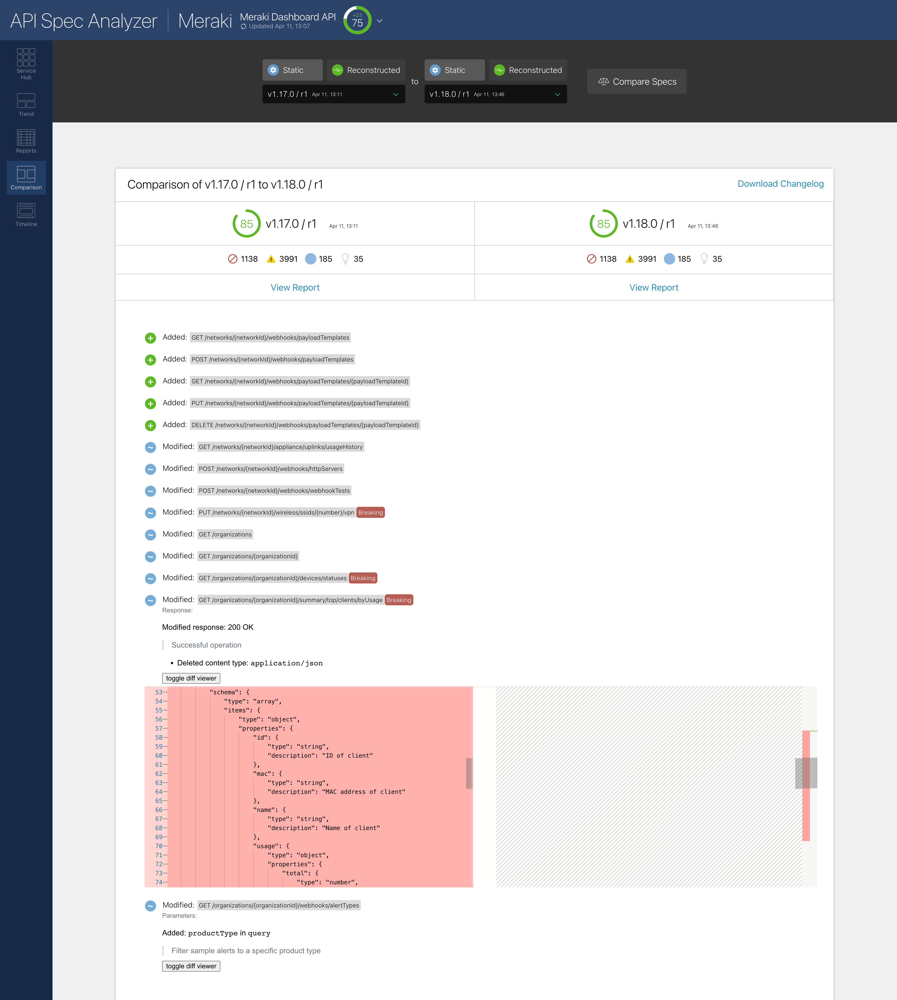 API Spec Analyzer
Meraki
Meraki Dashboard API
Updated Apr 11, 13:07
+23
75
Service
Hub
Trend
Reports
Comparison
Timeline
Static
Reconstructed
v1.17.0 / r1 Apr 11, 13:11
to
Static
Reconstructed
v1.18.0 / r1 Apr 11, 13:46
Compare Specs
Comparison of v1.17.0 / r1 to v1.18.0 / r1
Download Changelog
85 v1.17.0 / r1 Apr 11, 13:11
85 v1.18.0 / r1 Apr 11, 13:46
1138 3991 185 35
1138 3991 185 35
View Report
View Report
Added: GET /networks/{networkId}/webhooks/payloadTemplates
Added: POST /networks/{networkId}/webhooks/payloadTemplates
Added: GET /networks/{networkId}/webhooks/payloadTemplates/{payloadTemplateId}
Added: PUT /networks/{networkId}/webhooks/payloadTemplates/{payloadTemplateId}
Added: DELETE /networks/{networkId}/webhooks/payloadTemplates/{payloadTemplateId}
Modified: GET /networks/{networkId}/appliance/uplinks/usageHistory
Modified: POST /networks/{networkId}/webhooks/httpServers
Modified: POST /networks/{networkId}/webhooks/webhookTests
Modified: PUT /networks/{networkId}/wireless/ssids/{number}/vpn Breaking
Modified: GET /organizations
Modified: GET /organizations/{organizationId}
Modified: GET /organizations/{organizationId}/devices/statuses Breaking
Modified: GET /organizations/{organizationId}/summary/top/clients/byUsage Breaking
Response:
Modified response: 200 OK
Successful operation
• Deleted content type: application/json
toggle diff viewer
53— "schema": {
54— "type": "array",
55— "items": {
56— "type": "object",
57— "properties": {
58— "id": {
59— "type": "string",
60— "description": "ID of client"
61— },
62— "mac": {
63— "type": "string",
64— "description": "MAC address of client"
65— },
66— "name": {
67— "type": "string",
68— "description": "Name of client"
69— },
70— "usage": {
71— "type": "object",
72— "properties": {
73— "total": {
74— "type": "number",
Modified: GET /organizations/{organizationId}/webhooks/alertTypes
Parameters:
Added: productType in query
Filter sample alerts to a specific product type
toggle diff viewer